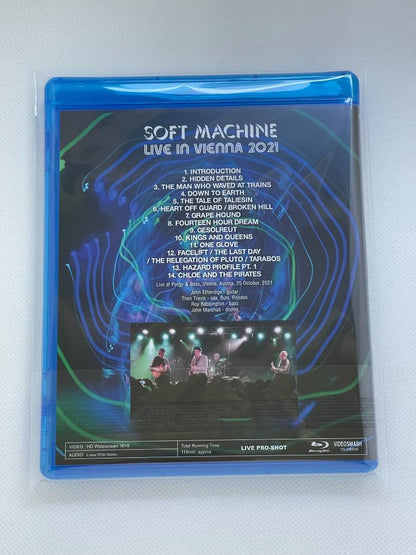 SOFT MACHINE
LIVE IN VIENNA 2021
1. INTRODUCTION
2. HIDDEN DETAILS
3. THE MAN WHO WAVED AT TRAINS
4. DOWN TO EARTH
5. THE TALE OF TALIESIN
6. HEART OFF GUARD / BROKEN HILL
7. GRAPE HOUND
8. FOURTEEN HOUR DREAM
9. GESOLREUT
10. KINGS AND QUEENS
11. ONE GLOVE
12. FACELIFT / THE LAST DAY
/ THE RELEGATION OF PLUTO / TARABOS
13. HAZARD PROFILE PT. 1
14. CHLOE AND THE PIRATES
Live at Porgy & Bess, Vienna, Austria, 25 October, 2021
John Etheridge - guitar
Theo Travis - sax, flute, Rhodes
Roy Babbington - bass
John Marshall - drums
VIDEO HD Widescreen 16×9
AUDIO Linear PCM Stereo
Total Running Time
110min. approx
LIVE PRO-SHOT
Blu-ray Disc
VIDEOSMASH